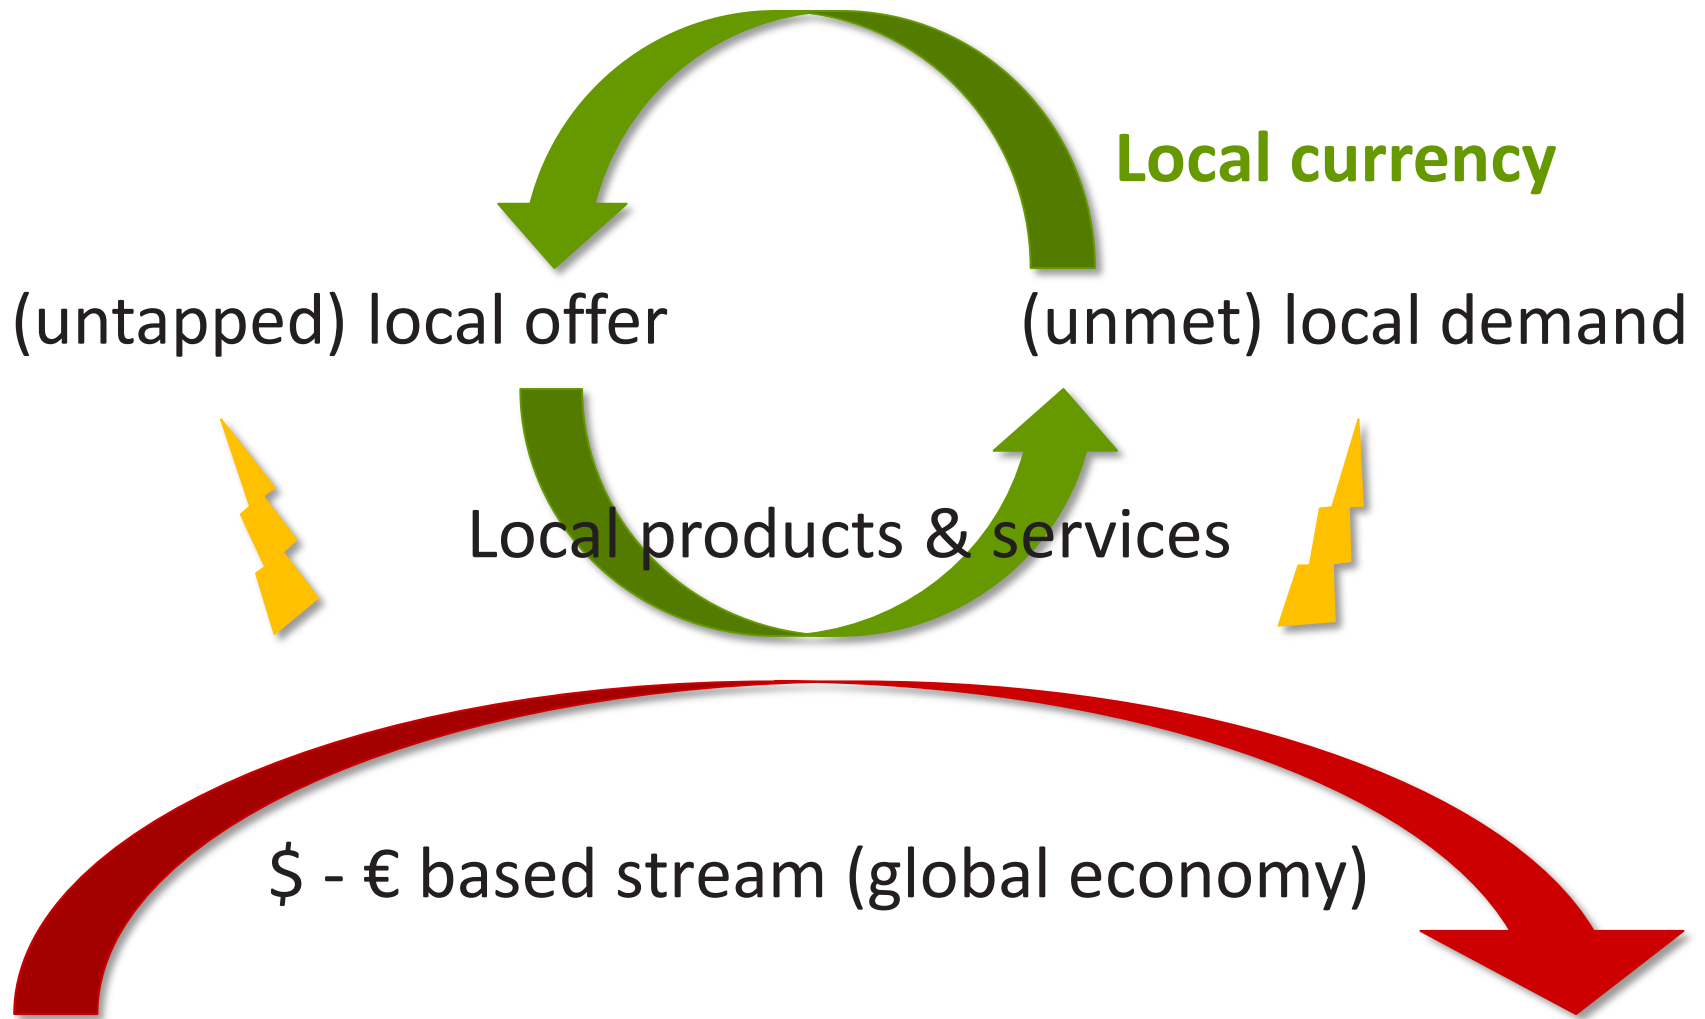 Local currency
(untapped) local offer
(unmet) local demand
Local products & services
$ - € based stream (global economy)